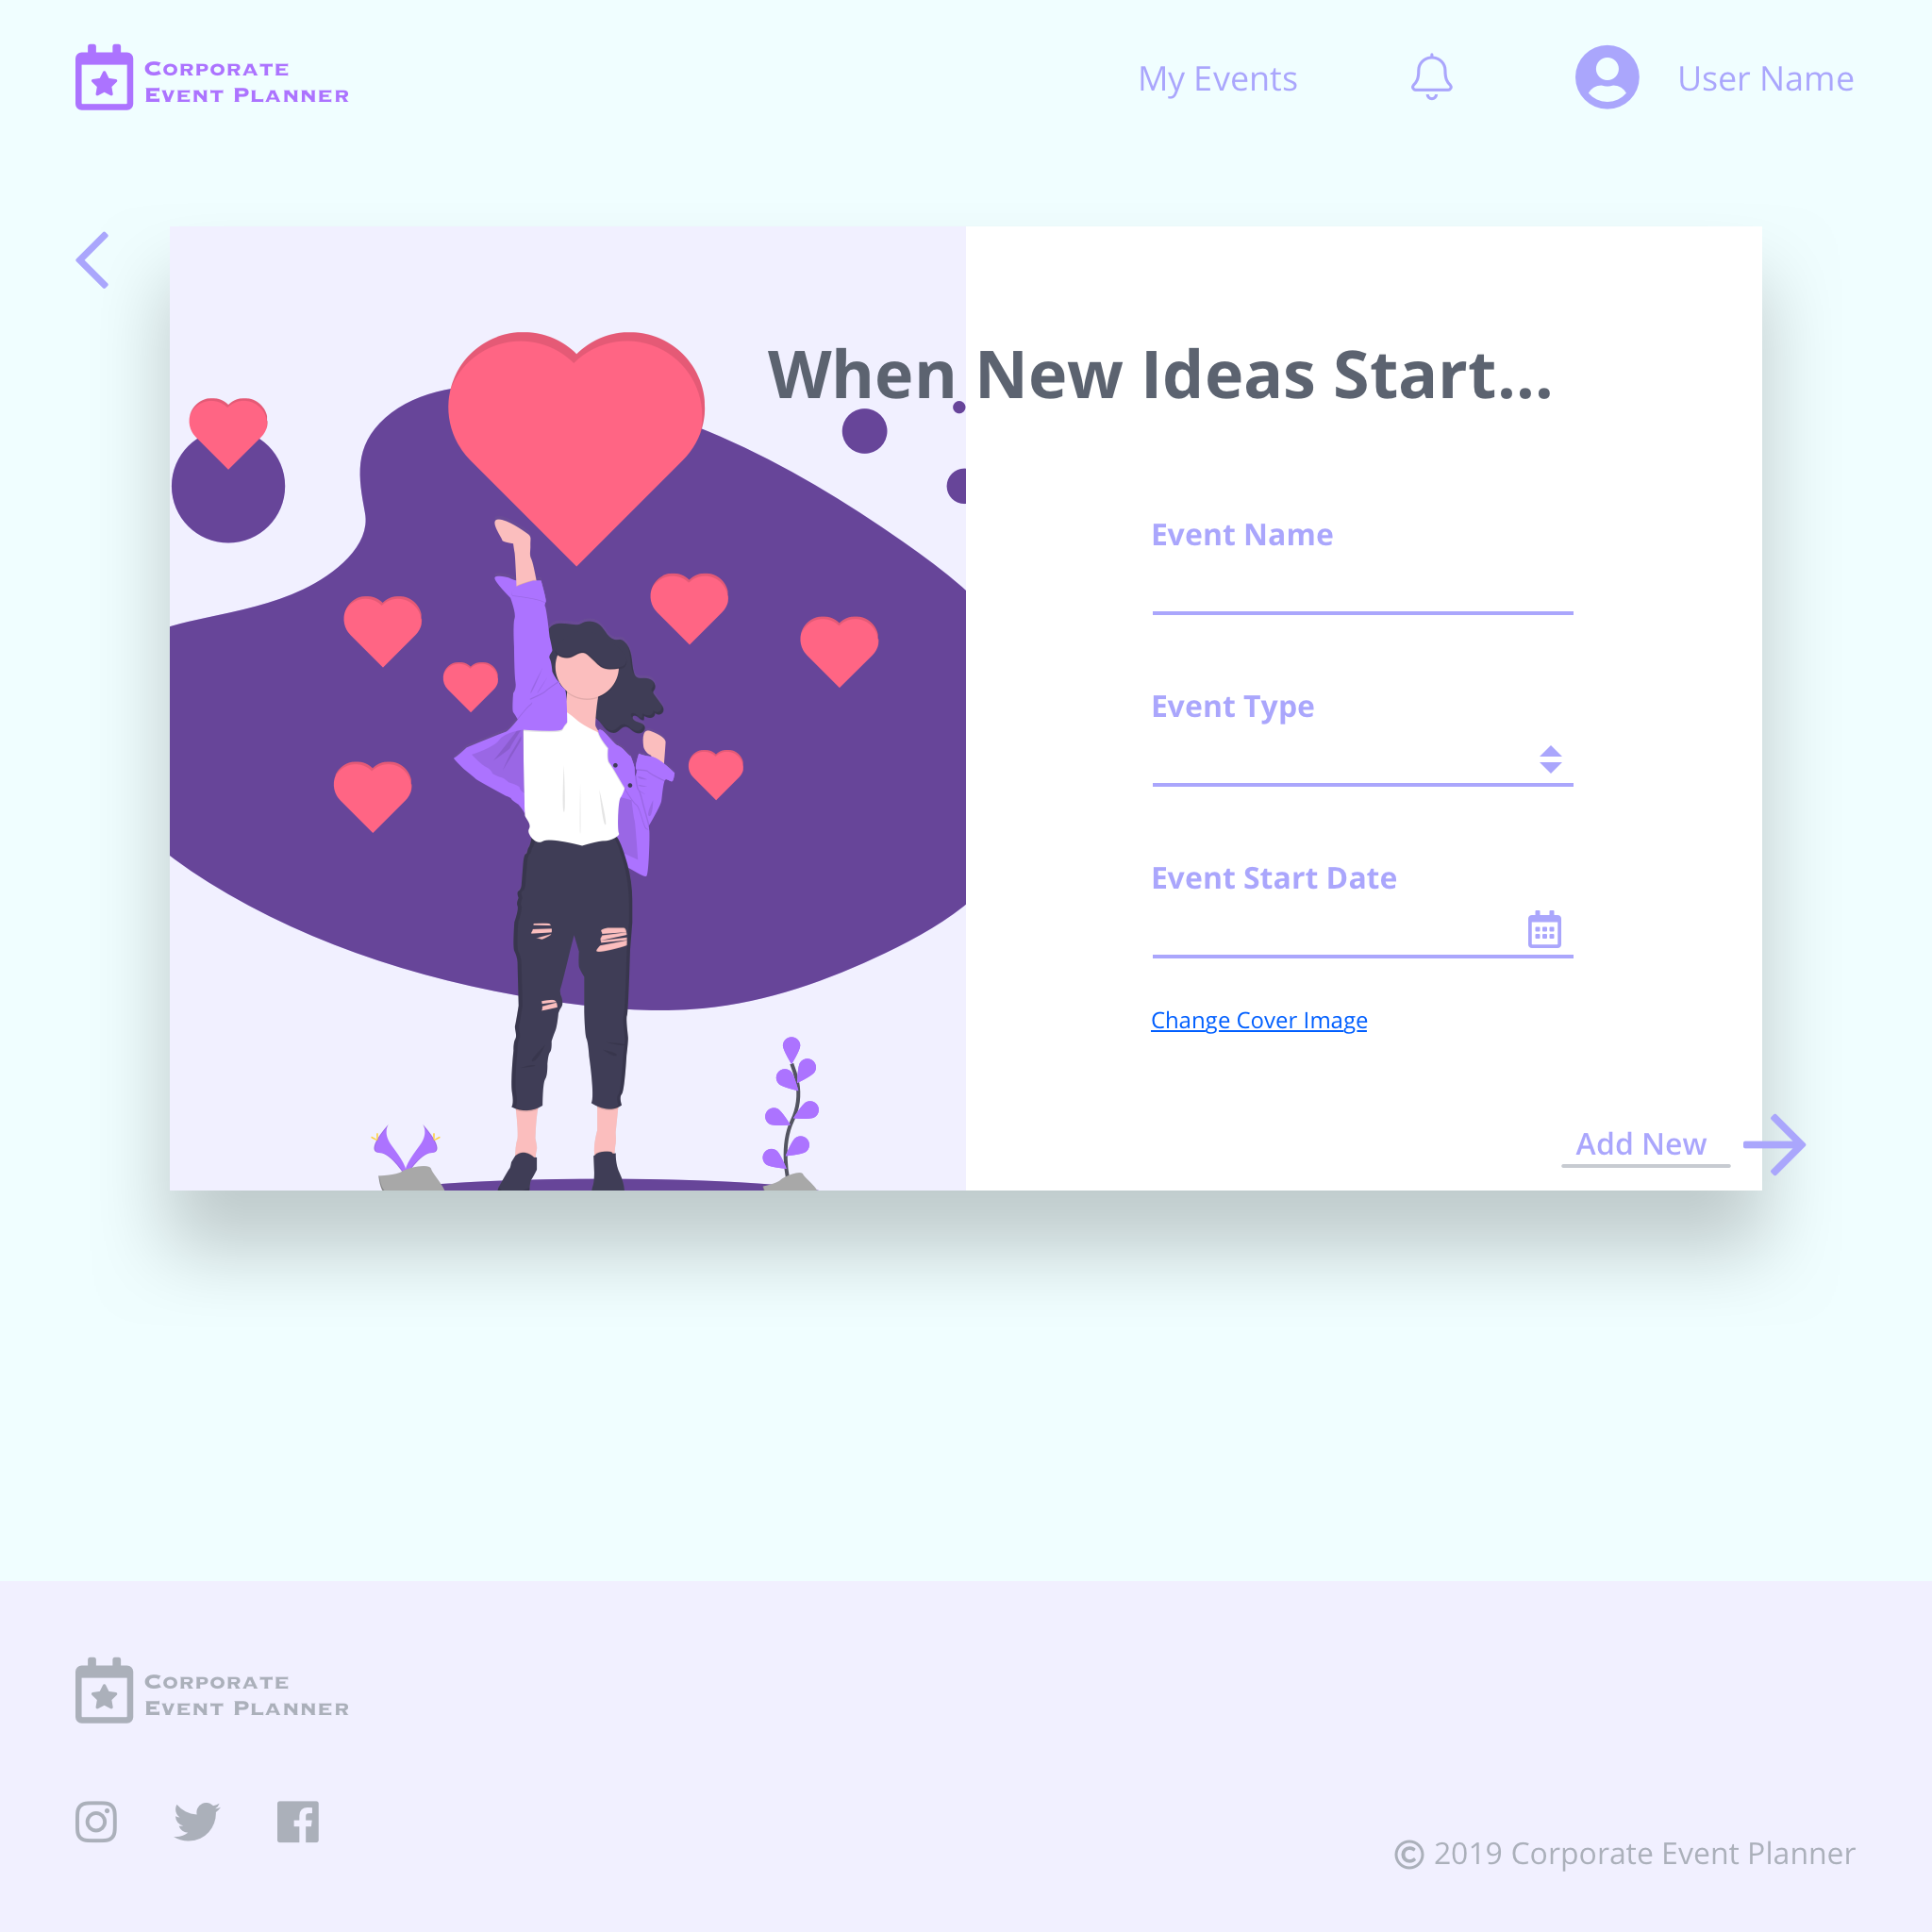 Corporate
Event Planner
My Events
User Name
When New Ideas Start...
Event Name
Event Type
Event Start Date
Change Cover Image
Add New
Corporate
Event Planner
© 2019 Corporate Event Planner